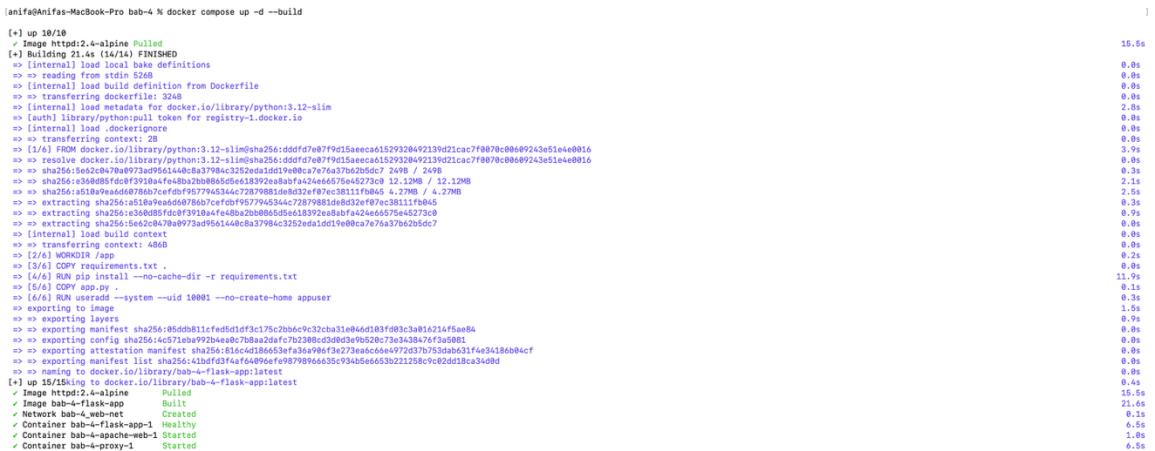 [anifa@Anifas-MacBook-Pro bab-4 % docker compose up -d --build ]
[+] up 10/10
✔ Image httpd:2.4-alpine Pulled 15.5s
[+] Building 21.4s (14/14) FINISHED
=> [internal] load local bake definitions 0.0s
=> => reading from stdin 526B 0.0s
=> [internal] load build definition from Dockerfile 0.0s
=> => transferring dockerfile: 324B 0.0s
=> [internal] load metadata for docker.io/library/python:3.12-slim 2.8s
=> [auth] library/python:pull token for registry-1.docker.io 0.0s
=> [internal] load .dockerignore 0.0s
=> => transferring context: 2B 0.0s
=> [1/6] FROM docker.io/library/python:3.12-slim@sha256:dddfd7e07f9d15aeeca61529320492139d21cac7f0070c00609243e51e4e0016 3.9s
=> => resolve docker.io/library/python:3.12-slim@sha256:dddfd7e07f9d15aeeca61529320492139d21cac7f0070c00609243e51e4e0016 0.0s
=> => sha256:5e62c0470a0973ad9561440c8a37984c3252eda1dd19e00ca7e76a37b62b5dc7 249B / 249B 0.3s
=> => sha256:e360d85fdc0f3910a4fe48ba2bb0865d5e618392ea8abfa424e66575e45273c0 12.12MB / 12.12MB 2.1s
=> => sha256:a510a9ea6d60786b7cefdbf9577945344c72879881de8d32ef07ec38111fb045 4.27MB / 4.27MB 2.5s
=> => extracting sha256:a510a9ea6d60786b7cefdbf9577945344c72879881de8d32ef07ec38111fb045 0.3s
=> => extracting sha256:e360d85fdc0f3910a4fe48ba2bb0865d5e618392ea8abfa424e66575e45273c0 0.9s
=> => extracting sha256:5e62c0470a0973ad9561440c8a37984c3252eda1dd19e00ca7e76a37b62b5dc7 0.0s
=> [internal] load build context 0.0s
=> => transferring context: 486B 0.0s
=> [2/6] WORKDIR /app 0.2s
=> [3/6] COPY requirements.txt . 0.0s
=> [4/6] RUN pip install --no-cache-dir -r requirements.txt 11.9s
=> [5/6] COPY app.py . 0.1s
=> [6/6] RUN useradd --system --uid 10001 --no-create-home appuser 0.3s
=> exporting to image 1.5s
=> => exporting layers 0.9s
=> => exporting manifest sha256:05ddb811cfed5d1df3c175c2bb6c9c32cba31e046d103fd03c3a016214f5ae84 0.0s
=> => exporting config sha256:4c571eba992b4ea0c7b8aa2dafc7b2308cd3d0d3e9b520c73e3438476f3a5081 0.0s
=> => exporting attestation manifest sha256:816c4d186653efa36a906f3e273ea6c66e4972d37b753dab631f4e34186b04cf 0.0s
=> => exporting manifest list sha256:41bdfd3f4af64096efe98798966635c934b5e6653b221258c9c02dd18ca34d0d 0.0s
=> => naming to docker.io/library/bab-4-flask-app:latest 0.0s
[+] up 15/15king to docker.io/library/bab-4-flask-app:latest 0.4s
✔ Image httpd:2.4-alpine Pulled 15.5s
✔ Image bab-4-flask-app Built 21.6s
✔ Network bab-4_web-net Created 0.1s
✔ Container bab-4-flask-app-1 Healthy 6.5s
✔ Container bab-4-apache-web-1 Started 1.0s
✔ Container bab-4-proxy-1 Started 6.5s